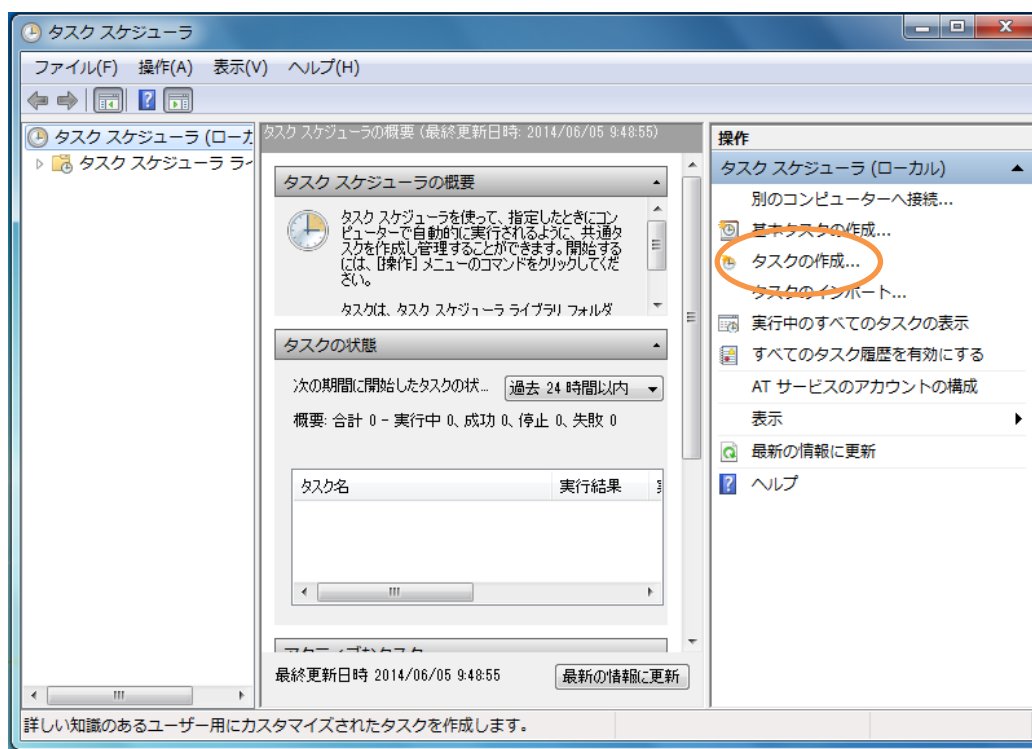 タスク スケジューラ
ファイル(F) 操作(A) 表示(V) ヘルプ(H)
タスク スケジューラ (ローカ
タスク スケジューラ ラ
タスク スケジューラの概要 (最終更新日時: 2014/06/05 9:48:55)
タスク スケジューラの概要
タスク スケジューラを使って、指定したときにコン
ピューターで自動的に実行されるように、共通タ
スクを作成し管理することができます。開始する
には、[操作] メニューのコマンドをクリックしてくだ
さい。
タスクは、タスク スケジューラ ライブラリ フォルダ
タスクの状態
次の期間に開始したタスクの状... 過去 24 時間以内
概要: 合計 0 - 実行中 0、成功 0、停止 0、失敗 0
タスク名 実行結果
アクティブなタスク
最終更新日時 2014/06/05 9:48:55 最新の情報に更新
操作
タスク スケジューラ (ローカル)
別のコンピューターへ接続...
基本タスクの作成...
タスクの作成...
タスクのインポート...
実行中のすべてのタスクの表示
すべてのタスク履歴を有効にする
AT サービスのアカウントの構成
表示
最新の情報に更新
ヘルプ
詳しい知識のあるユーザー用にカスタマイズされたタスクを作成します。